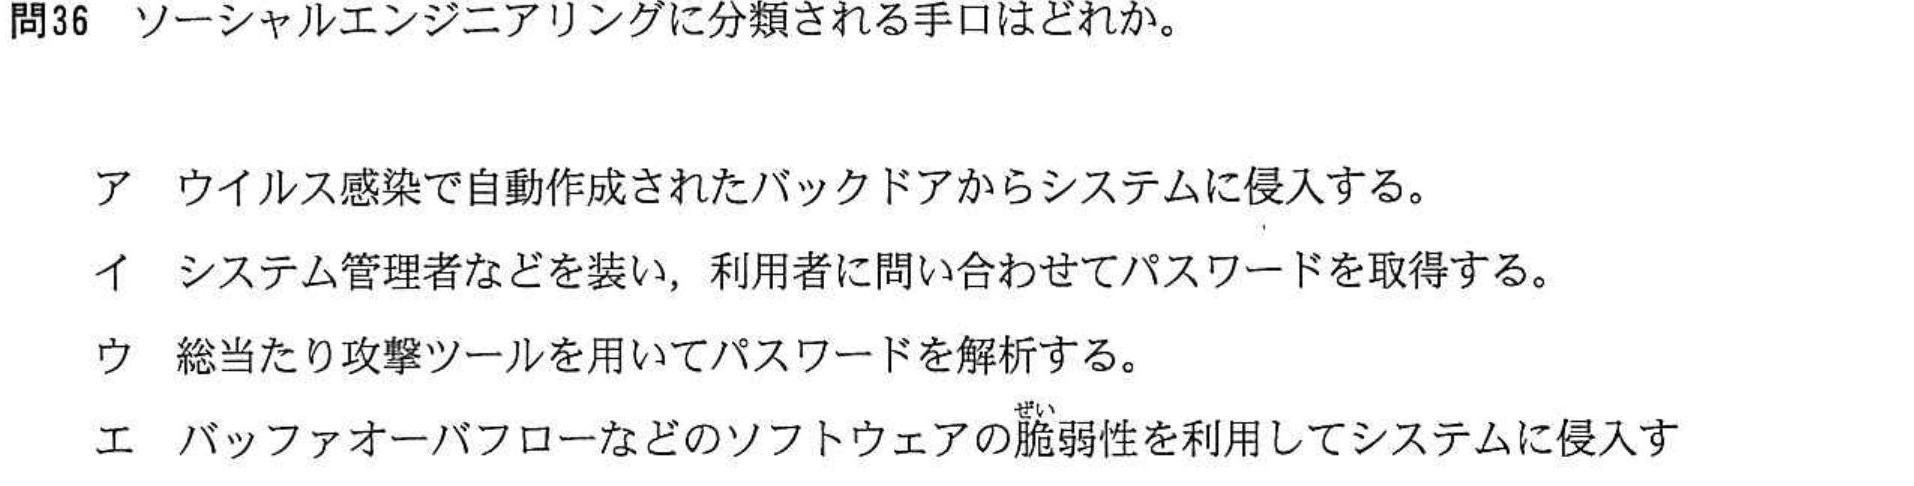 問36　ソーシャルエンジニアリングに分類される手口はどれか。
ア　ウイルス感染で自動作成されたバックドアからシステムに侵入する。
イ　システム管理者などを装い，利用者に問い合わせてパスワードを取得する。
ウ　総当たり攻撃ツールを用いてパスワードを解析する。
ぜい
エ　バッファオーバフローなどのソフトウェアの脆弱性を利用してシステムに侵入す